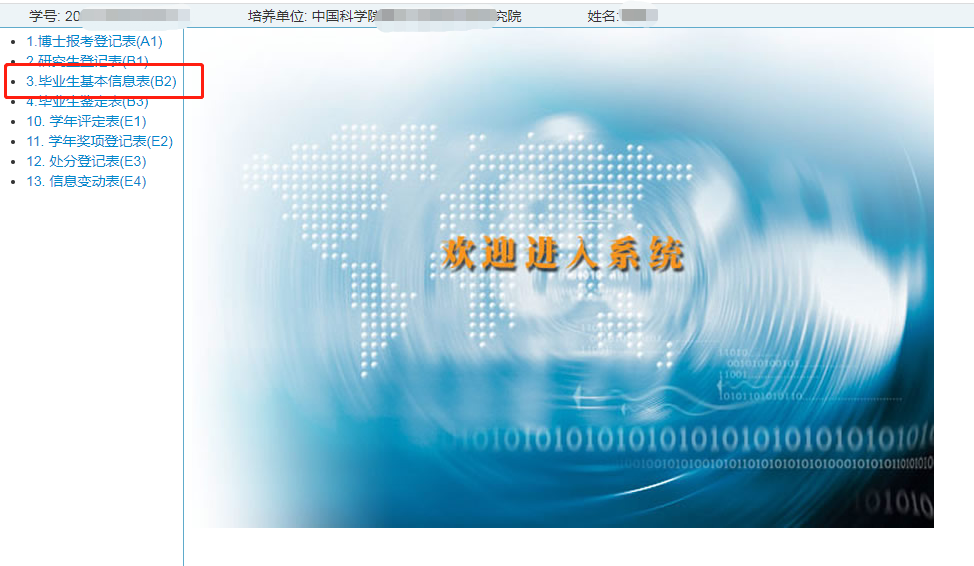 学号: 20
培养单位: 中国科学院 究院
姓名:
1.博士报考登记表(A1)
2.研究生登记表(B1)
3.毕业生基本信息表(B2)
4.毕业生鉴定表(B3)
10. 学年评定表(E1)
11. 学年奖项登记表(E2)
12. 处分登记表(E3)
13. 信息变动表(E4)
欢迎进入系统
11010
001010100101
11001
10101101010110